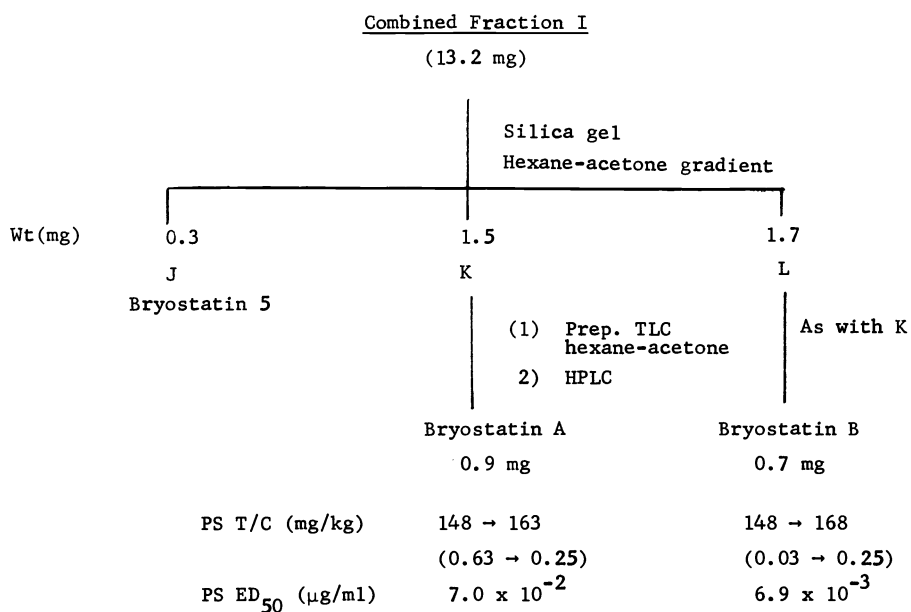 Combined Fraction I
(13.2 mg)
Silica gel
Hexane-acetone gradient
Wt(mg) 0.3 1.5 1.7
J K L
Bryostatin 5
(1) Prep. TLC
hexane-acetone
2) HPLC
As with K
Bryostatin A Bryostatin B
0.9 mg 0.7 mg
PS T/C (mg/kg) 148 → 163 148 → 168
(0.63 → 0.25) (0.03 → 0.25)
PS ED50 (μg/ml) 7.0 x 10-2 6.9 x 10-3